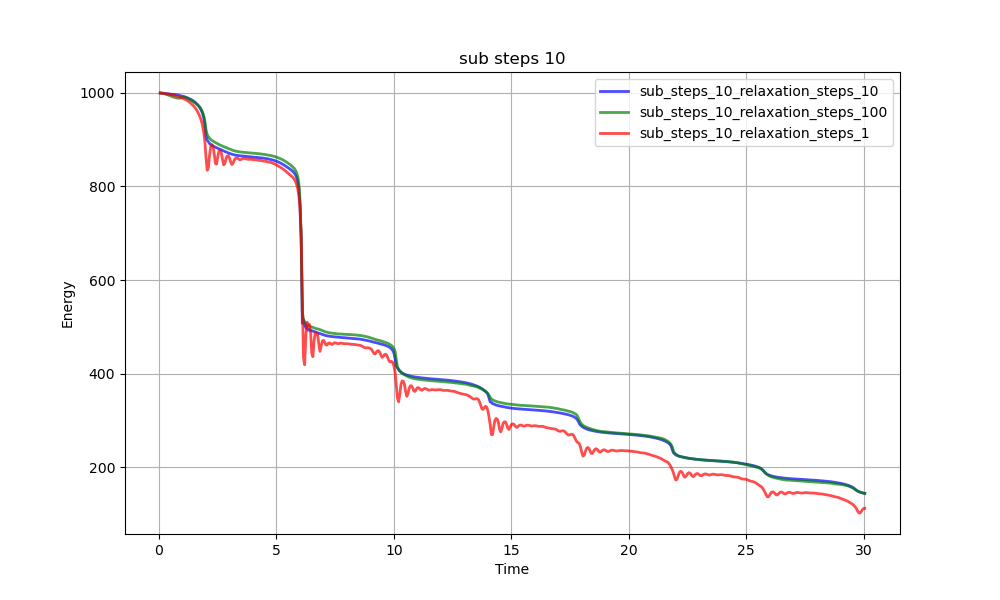 sub steps 10
sub_steps_10_relaxation_steps_10
sub_steps_10_relaxation_steps_100
sub_steps_10_relaxation_steps_1
Energy
1000
800
600
400
200
0 5 10 15 20 25 30
Time